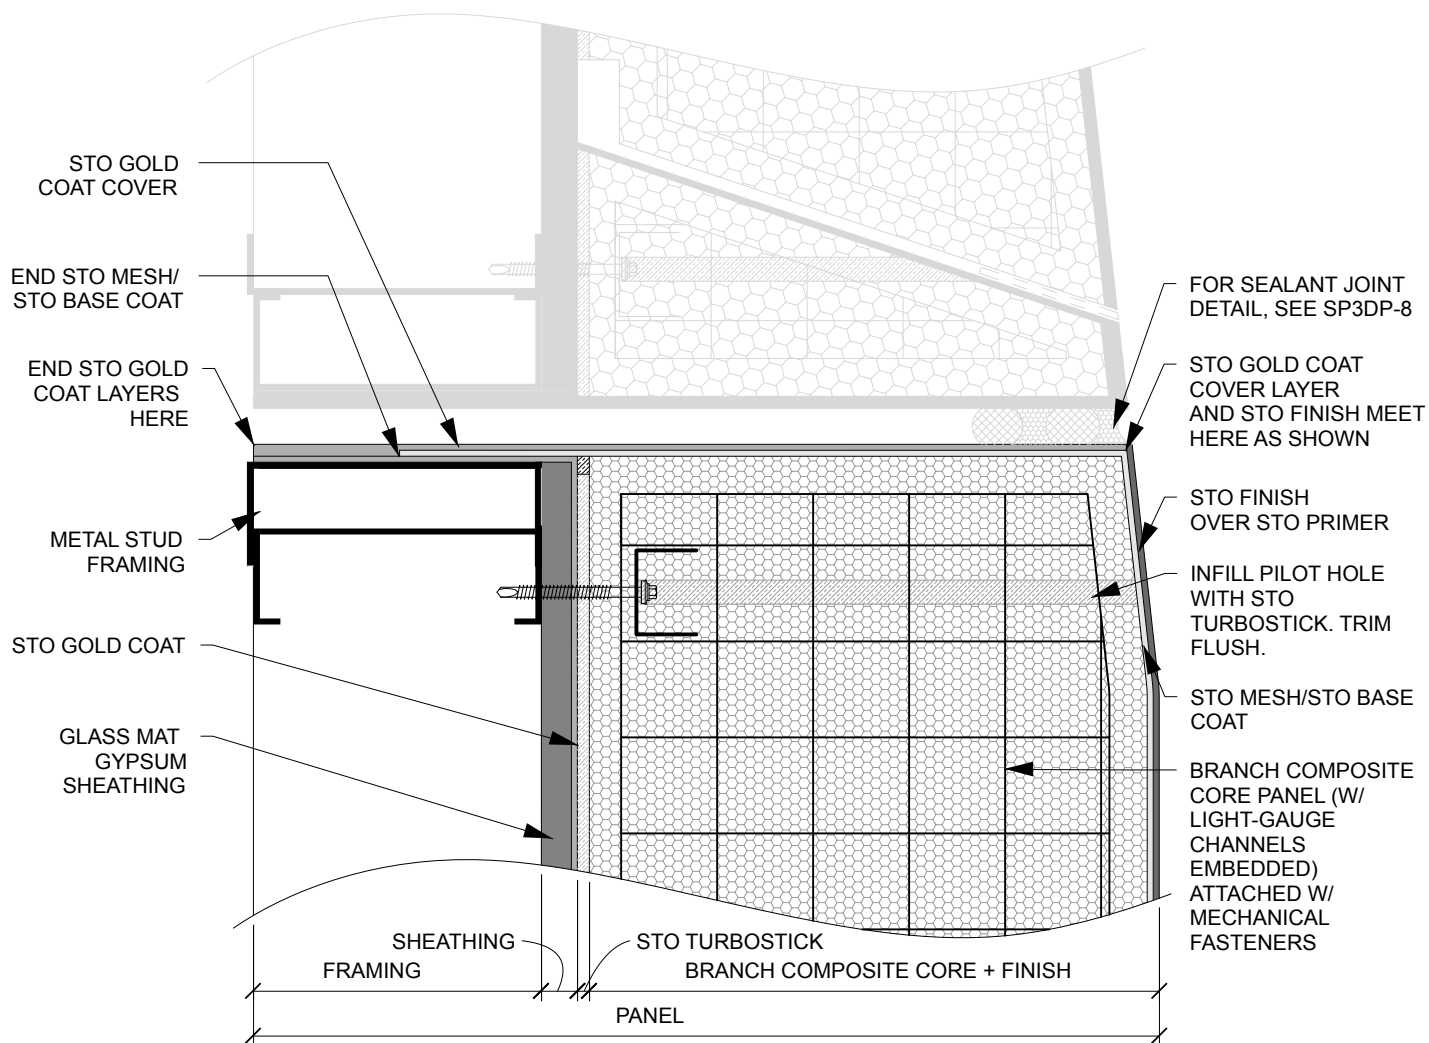 STO GOLD
COAT COVER
END STO MESH/
STO BASE COAT
END STO GOLD
COAT LAYERS
HERE
METAL STUD
FRAMING
STO GOLD COAT
GLASS MAT
GYPSUM
SHEATHING
FOR SEALANT JOINT
DETAIL, SEE SP3DP-8
STO GOLD COAT
COVER LAYER
AND STO FINISH MEET
HERE AS SHOWN
STO FINISH
OVER STO PRIMER
INFILL PILOT HOLE
WITH STO
TURBOSTICK. TRIM
FLUSH.
STO MESH/STO BASE
COAT
BRANCH COMPOSITE
CORE PANEL (W/
LIGHT-GAUGE
CHANNELS
EMBEDDED)
ATTACHED W/
MECHANICAL
FASTENERS
SHEATHING
STO TURBOSTICK
FRAMING
BRANCH COMPOSITE CORE + FINISH
PANEL